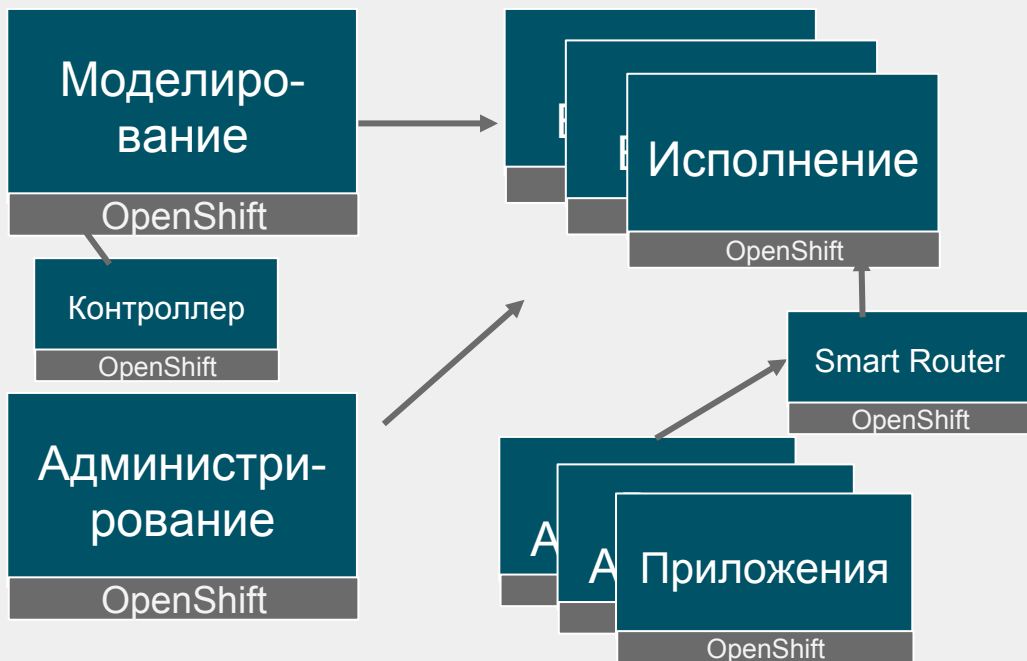 Моделиро-
вание
OpenShift
Исполнение
OpenShift
Контроллер
OpenShift
Smart Router
OpenShift
Администри-
рование
OpenShift
Приложения
OpenShift